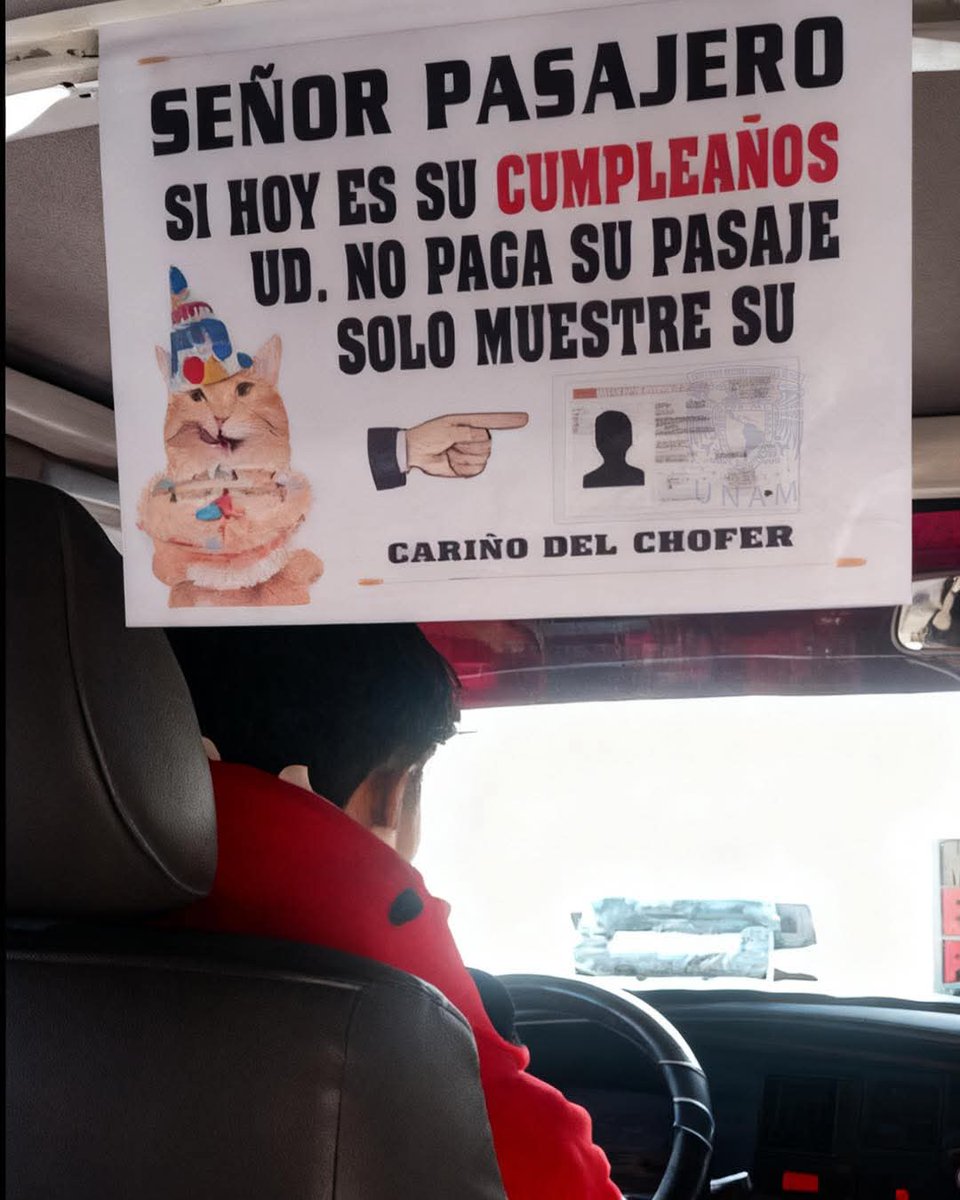 SEÑOR PASAJERO
SI HOY ES SU CUMPLEAÑOS
UD. NO PAGA SU PASAJE
SOLO MUESTRE SU
UNAM
CARIÑO DEL CHOFER